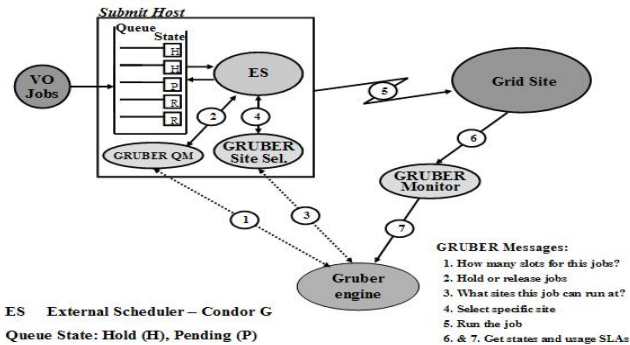 Submit Host
Queue
State
H
H
P
R
R
VO
Jobs
ES
GRUBER QM
GRUBER
Site Sel.
2
4
5
Grid Site
6
GRUBER
Monitor
7
1
3
Gruber
engine
GRUBER Messages:
1. How many slots for this jobs?
2. Hold or release jobs
3. What sites this job can run at?
4. Select specific site
5. Run the job
6. & 7. Get states and usage SLAs
ES External Scheduler – Condor G
Queue State: Hold (H), Pending (P)